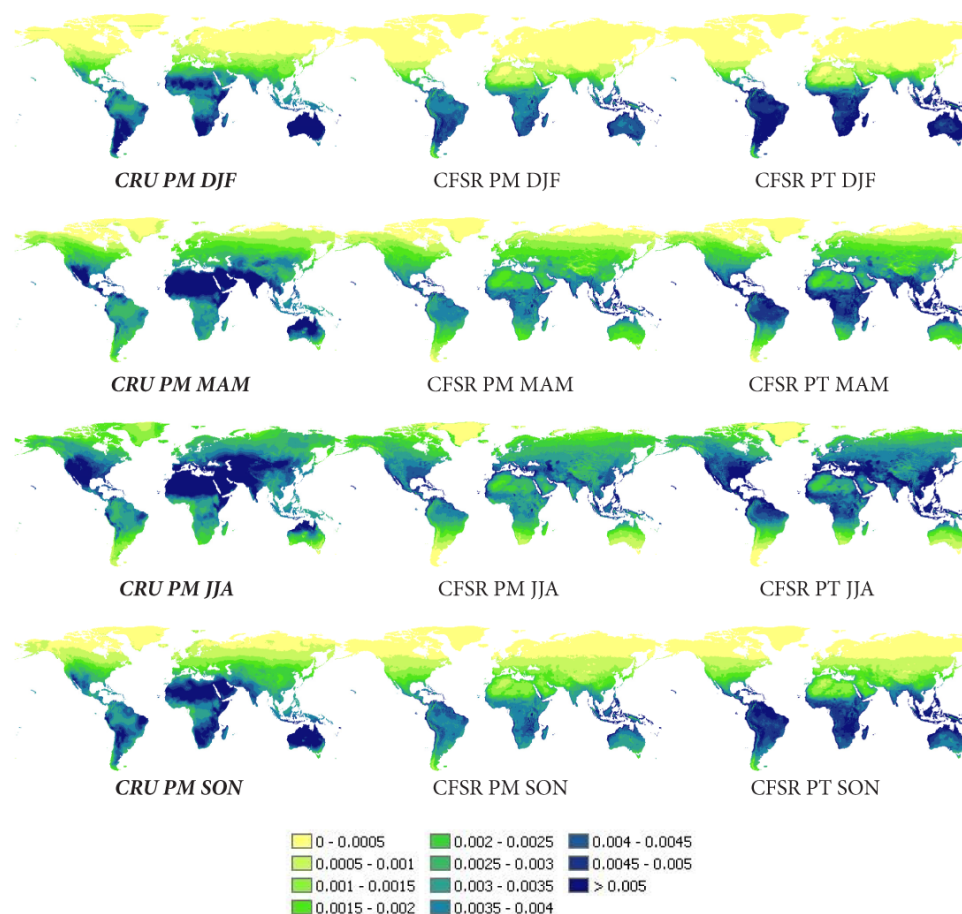 CRU PM DJF CFSR PM DJF CFSR PT DJF
CRU PM MAM CFSR PM MAM CFSR PT MAM
CRU PM JJA CFSR PM JJA CFSR PT JJA
CRU PM SON CFSR PM SON CFSR PT SON
0 - 0.0005 0.002 - 0.0025 0.004 - 0.0045
0.0005 - 0.001 0.0025 - 0.003 0.0045 - 0.005
0.001 - 0.0015 0.003 - 0.0035 > 0.005
0.0015 - 0.002 0.0035 - 0.004